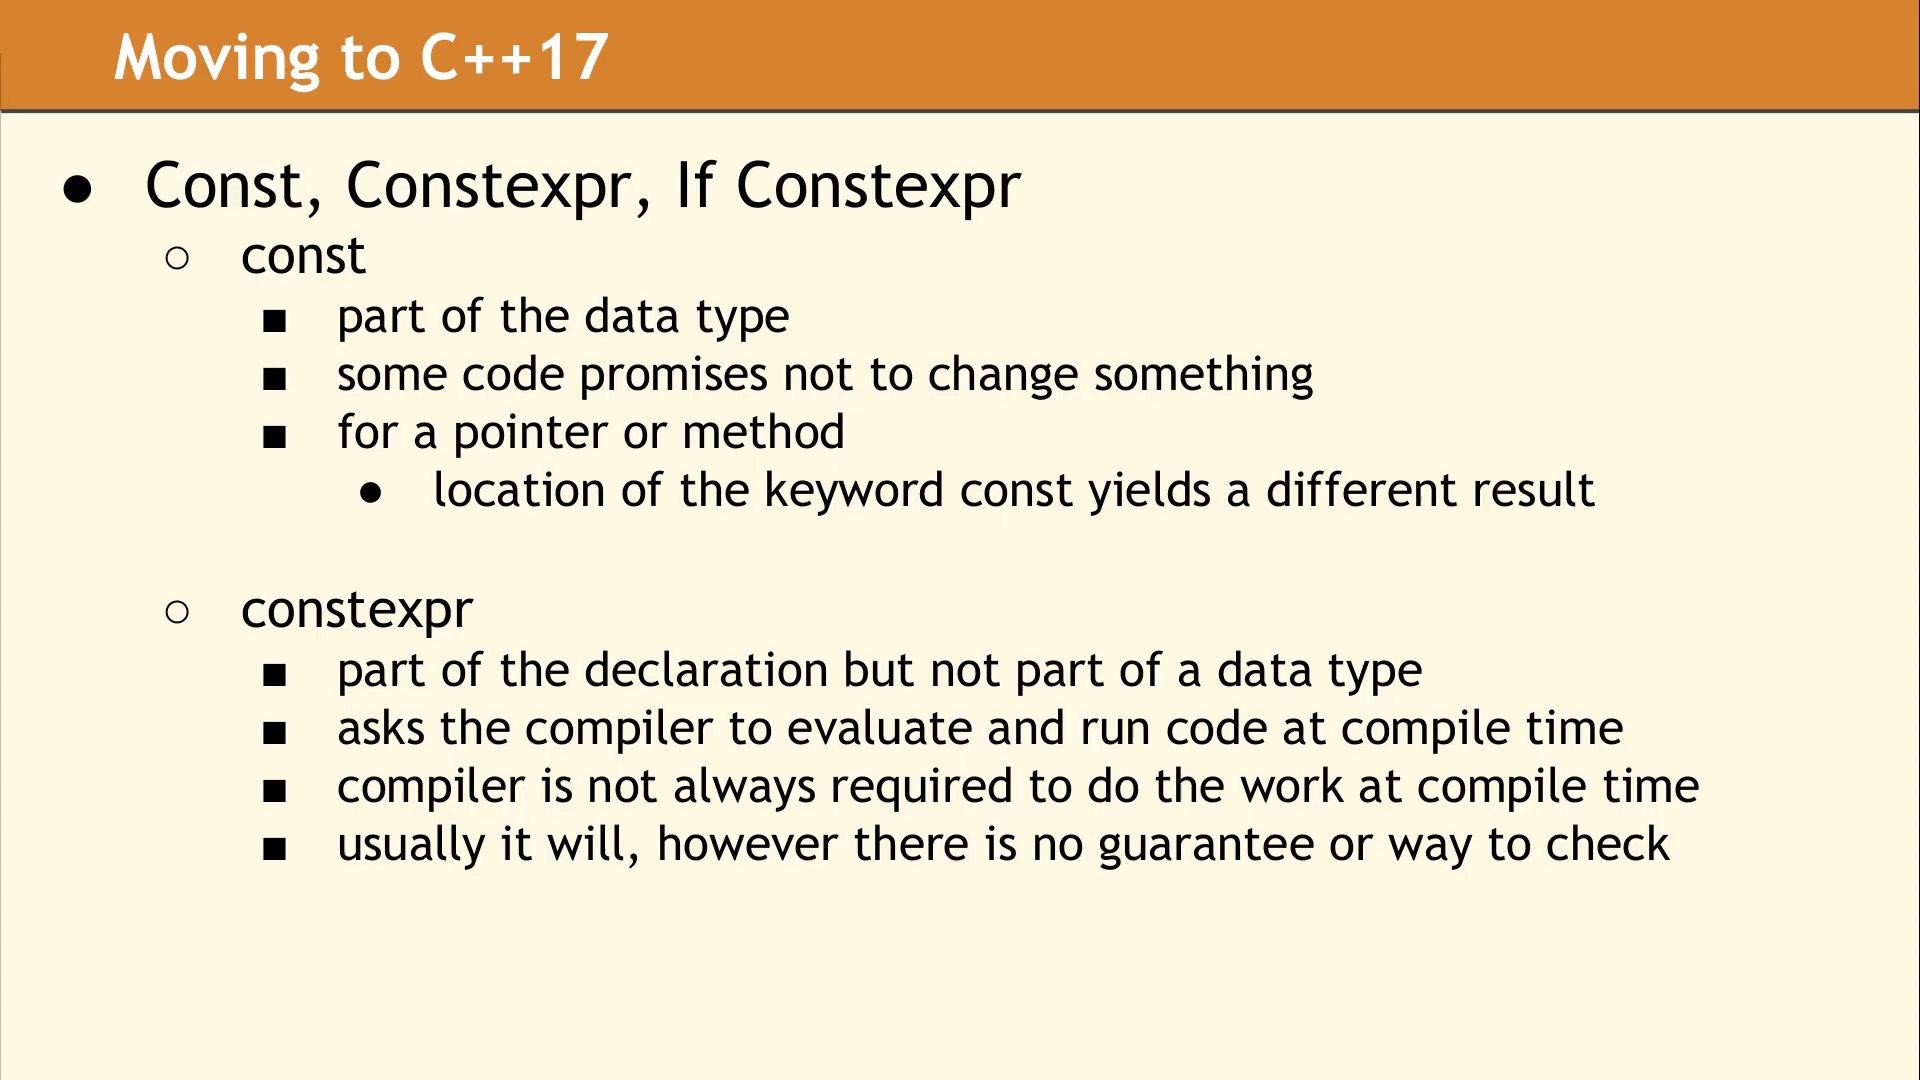 Moving to C++17
● Const, Constexpr, If Constexpr
○ const
■ part of the data type
■ some code promises not to change something
■ for a pointer or method
● location of the keyword const yields a different result
○ constexpr
■ part of the declaration but not part of a data type
■ asks the compiler to evaluate and run code at compile time
■ compiler is not always required to do the work at compile time
■ usually it will, however there is no guarantee or way to check